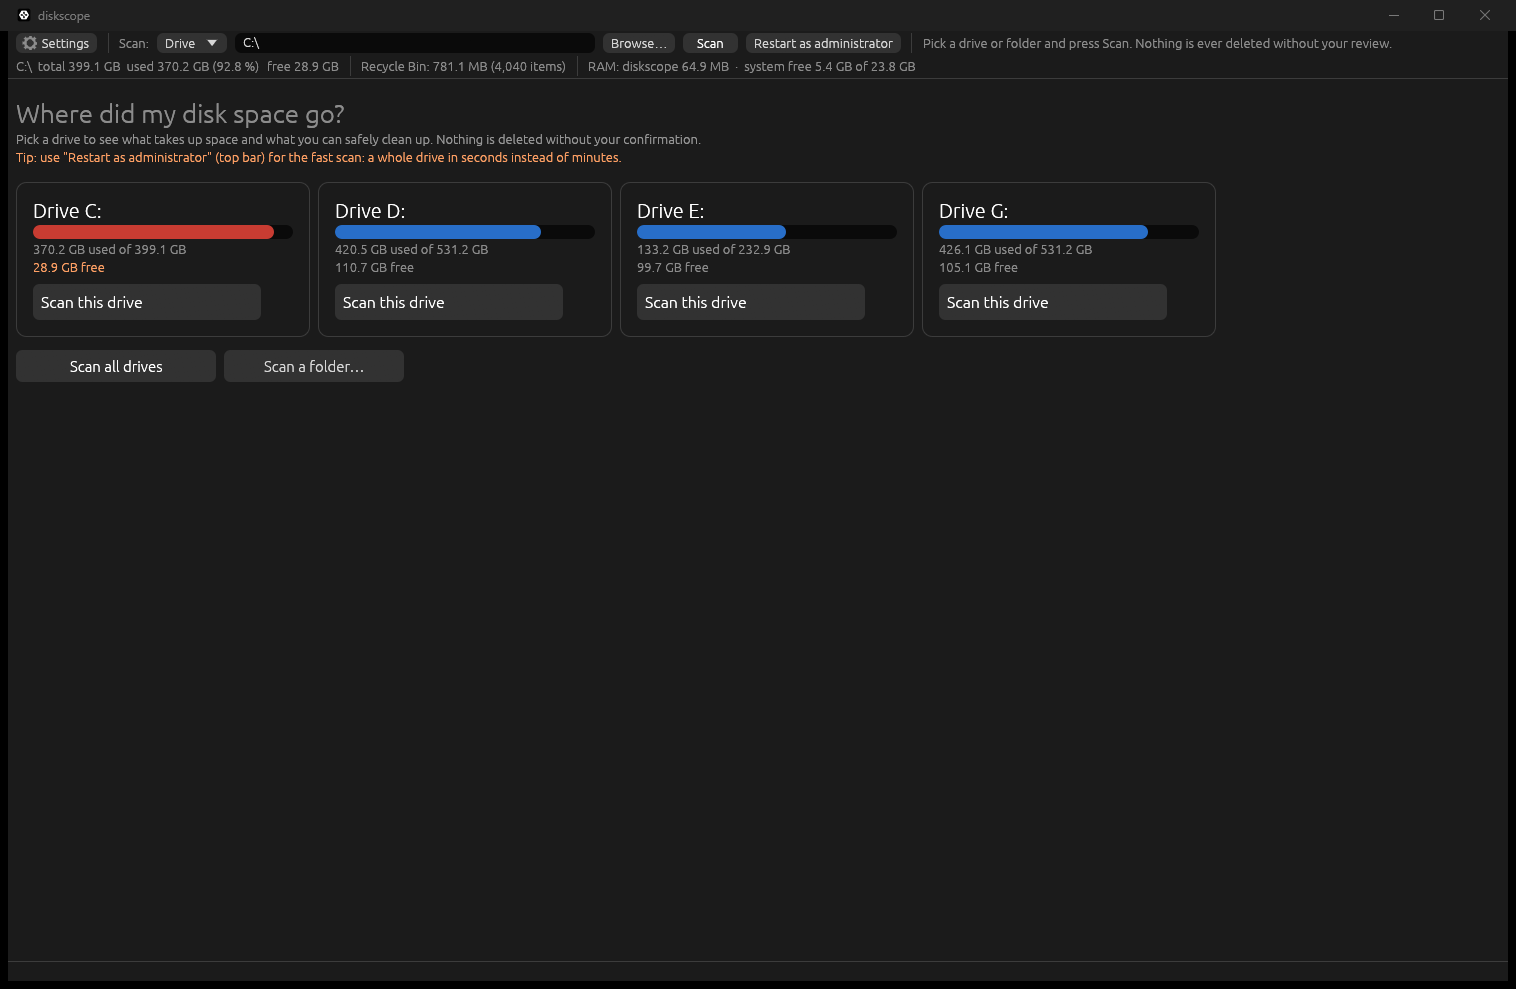 diskscope
Settings Scan: Drive C:\ Browse... Scan Restart as administrator Pick a drive or folder and press Scan. Nothing is ever deleted without your review.
C:\ total 399.1 GB used 370.2 GB (92.8 %) free 28.9 GB Recycle Bin: 781.1 MB (4,040 items) RAM: diskscope 64.9 MB · system free 5.4 GB of 23.8 GB
Where did my disk space go?
Pick a drive to see what takes up space and what you can safely clean up. Nothing is deleted without your confirmation.
Tip: use "Restart as administrator" (top bar) for the fast scan: a whole drive in seconds instead of minutes.
Drive C:
370.2 GB used of 399.1 GB
28.9 GB free
Scan this drive
Drive D:
420.5 GB used of 531.2 GB
110.7 GB free
Scan this drive
Drive E:
133.2 GB used of 232.9 GB
99.7 GB free
Scan this drive
Drive G:
426.1 GB used of 531.2 GB
105.1 GB free
Scan this drive
Scan all drives Scan a folder...